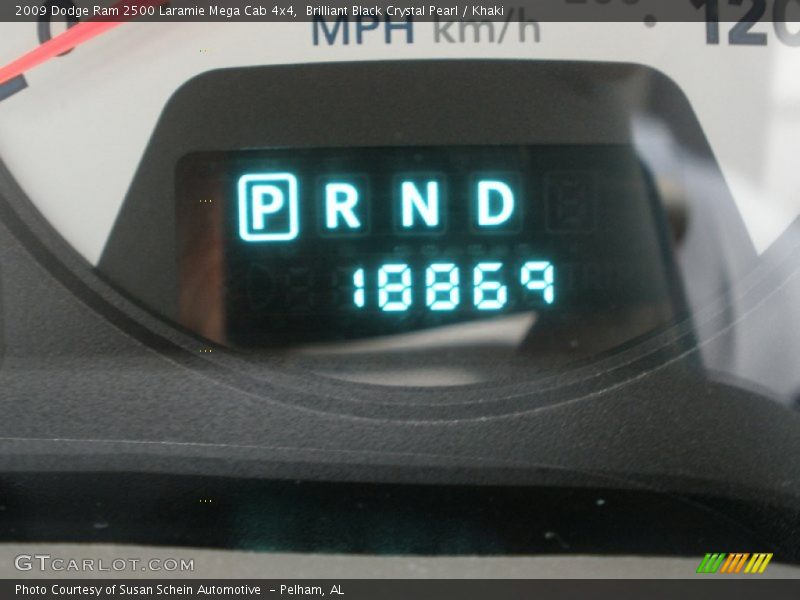 2009 Dodge Ram 2500 Laramie Mega Cab 4x4,  Brilliant Black Crystal Pearl / Khaki
MPH km/h
120
P R N D
18869
GTCARLOT.COM
Photo Courtesy of Susan Schein Automotive  - Pelham, AL